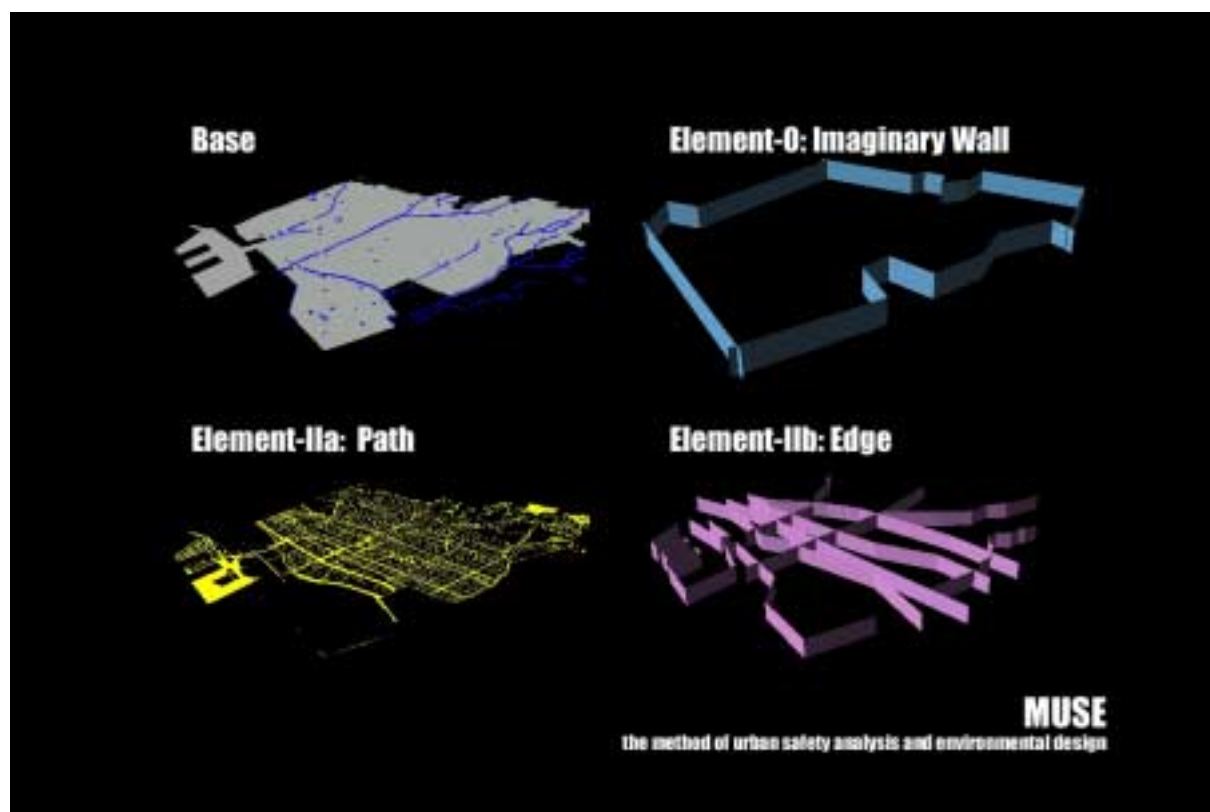 Base
Element-0: Imaginary Wall
Element-IIa: Path
Element-IIb: Edge
MUSE
the method of urban safety analysis and environmental design